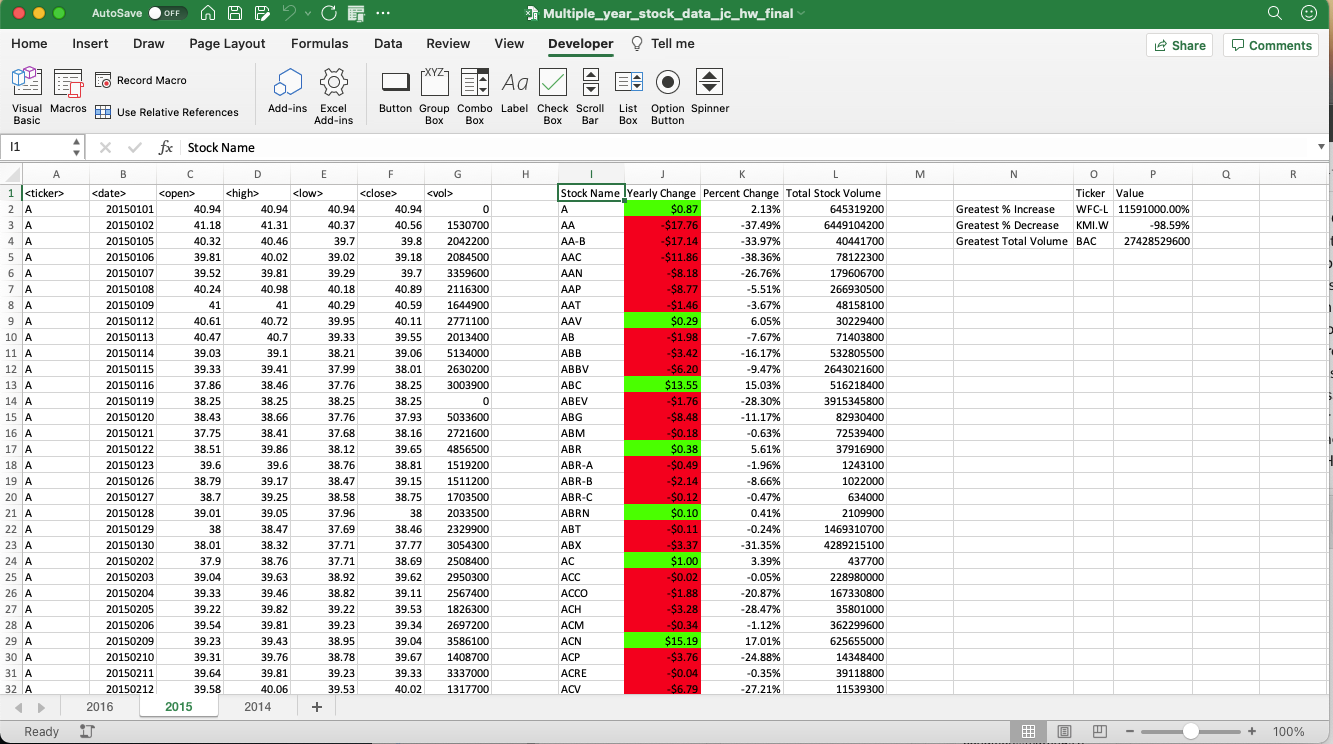 AutoSave OFF Multiple_year_stock_data_jc_hw_final
Home Insert Draw Page Layout Formulas Data Review View Developer Tell me Share Comments
Visual Basic Macros Record Macro Use Relative References Add-ins Excel Add-ins Button Group Box Combo Box Label Check Box Scroll Bar List Box Option Button Spinner
I1 fx Stock Name
A B C D E F G H I J K L M N O P Q R
1 <ticker> <date> <open> <high> <low> <close> <vol> Stock Name Yearly Change Percent Change Total Stock Volume Ticker Value
2 A 20150101 40.94 40.94 40.94 40.94 0 A $0.87 2.13% 645319200 Greatest % Increase WFC-L 11591000.00%
3 A 20150102 41.18 41.31 40.37 40.56 1530700 AA -$17.76 -37.49% 6449104200 Greatest % Decrease KMI.W -98.59%
4 A 20150105 40.32 40.46 39.7 39.8 2042200 AA-B -$17.14 -33.97% 40441700 Greatest Total Volume BAC 27428529600
5 A 20150106 39.81 40.02 39.02 39.18 2084500 AAC -$11.86 -38.36% 78122300
6 A 20150107 39.52 39.81 39.29 39.7 3359600 AAN -$8.18 -26.76% 179606700
7 A 20150108 40.24 40.98 40.18 40.89 2116300 AAP -$8.77 -5.51% 266930500
8 A 20150109 41 41 40.29 40.59 1644900 AAT -$1.46 -3.67% 48158100
9 A 20150112 40.61 40.72 39.95 40.11 2771100 AAV $0.29 6.05% 30229400
10 A 20150113 40.47 40.7 39.33 39.55 2013400 AB -$1.98 -7.67% 71403800
11 A 20150114 39.03 39.1 38.21 39.06 5134000 ABB -$3.42 -16.17% 532805500
12 A 20150115 39.33 39.41 37.99 38.01 2630200 ABBV -$6.20 -9.47% 2643021600
13 A 20150116 37.86 38.46 37.76 38.25 3003900 ABC $13.55 15.03% 516218400
14 A 20150119 38.25 38.25 38.25 38.25 0 ABEV -$1.76 -28.30% 3915345800
15 A 20150120 38.43 38.66 37.76 37.93 5033600 ABG -$8.48 -11.17% 82930400
16 A 20150121 37.75 38.41 37.68 38.16 2721600 ABM -$0.18 -0.63% 72539400
17 A 20150122 38.51 39.86 38.12 39.65 4856500 ABR $0.38 5.61% 37916900
18 A 20150123 39.6 39.6 38.76 38.81 1519200 ABR-A -$0.49 -1.96% 1243100
19 A 20150126 38.79 39.17 38.47 39.15 1511200 ABR-B -$2.14 -8.66% 1022000
20 A 20150127 38.7 39.25 38.58 38.75 1703500 ABR-C -$0.12 -0.47% 634000
21 A 20150128 39.01 39.05 37.96 38 2033500 ABRN $0.10 0.41% 2109900
22 A 20150129 38 38.47 37.69 38.46 2329900 ABT -$0.11 -0.24% 1469310700
23 A 20150130 38.01 38.32 37.71 37.77 3054300 ABX -$3.37 -31.35% 4289215100
24 A 20150202 37.9 38.76 37.71 38.69 2508400 AC $1.00 3.39% 437700
25 A 20150203 39.04 39.63 38.92 39.62 2950300 ACC -$0.02 -0.05% 228980000
26 A 20150204 39.33 39.46 38.82 39.11 2567400 ACCO -$1.88 -20.87% 167330800
27 A 20150205 39.22 39.82 39.22 39.53 1826300 ACH -$3.28 -28.47% 35801000
28 A 20150206 39.54 39.81 39.23 39.34 2697200 ACM -$0.34 -1.12% 362299600
29 A 20150209 39.23 39.43 38.95 39.04 3586100 ACN $15.19 17.01% 625655000
30 A 20150210 39.31 39.76 38.78 39.67 1408700 ACP -$3.76 -24.88% 14348400
31 A 20150211 39.64 39.81 39.23 39.33 3337000 ACRE -$0.04 -0.35% 39118800
32 A 20150212 39.58 40.06 39.53 40.02 1317700 ACV -$6.79 -27.21% 11539300
2016 2015 2014 +
Ready 100%